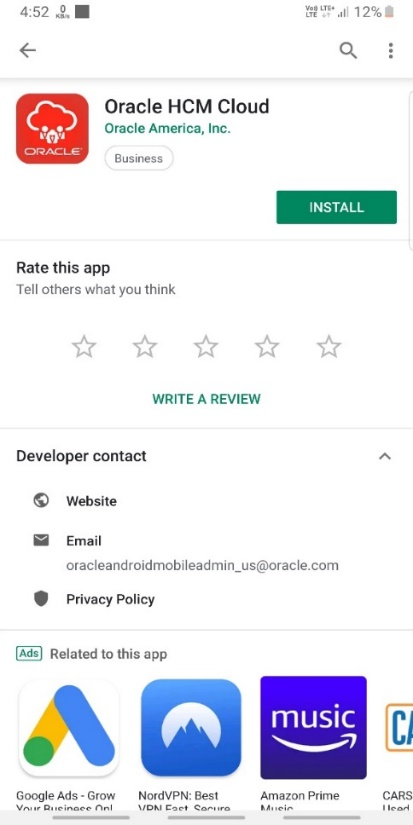 4:52 0 KB/s Vo)) LTE LTE+ 12%
Oracle HCM Cloud
Oracle America, Inc.
ORACLE
Business
INSTALL
Rate this app
Tell others what you think
WRITE A REVIEW
Developer contact
Website
Email
oracleandroidmobileadmin_us@oracle.com
Privacy Policy
Ads Related to this app
music
CA
Google Ads - Grow NordVPN: Best Amazon Prime CARS
Your Business Onl VPN Fast, Secure Music Used